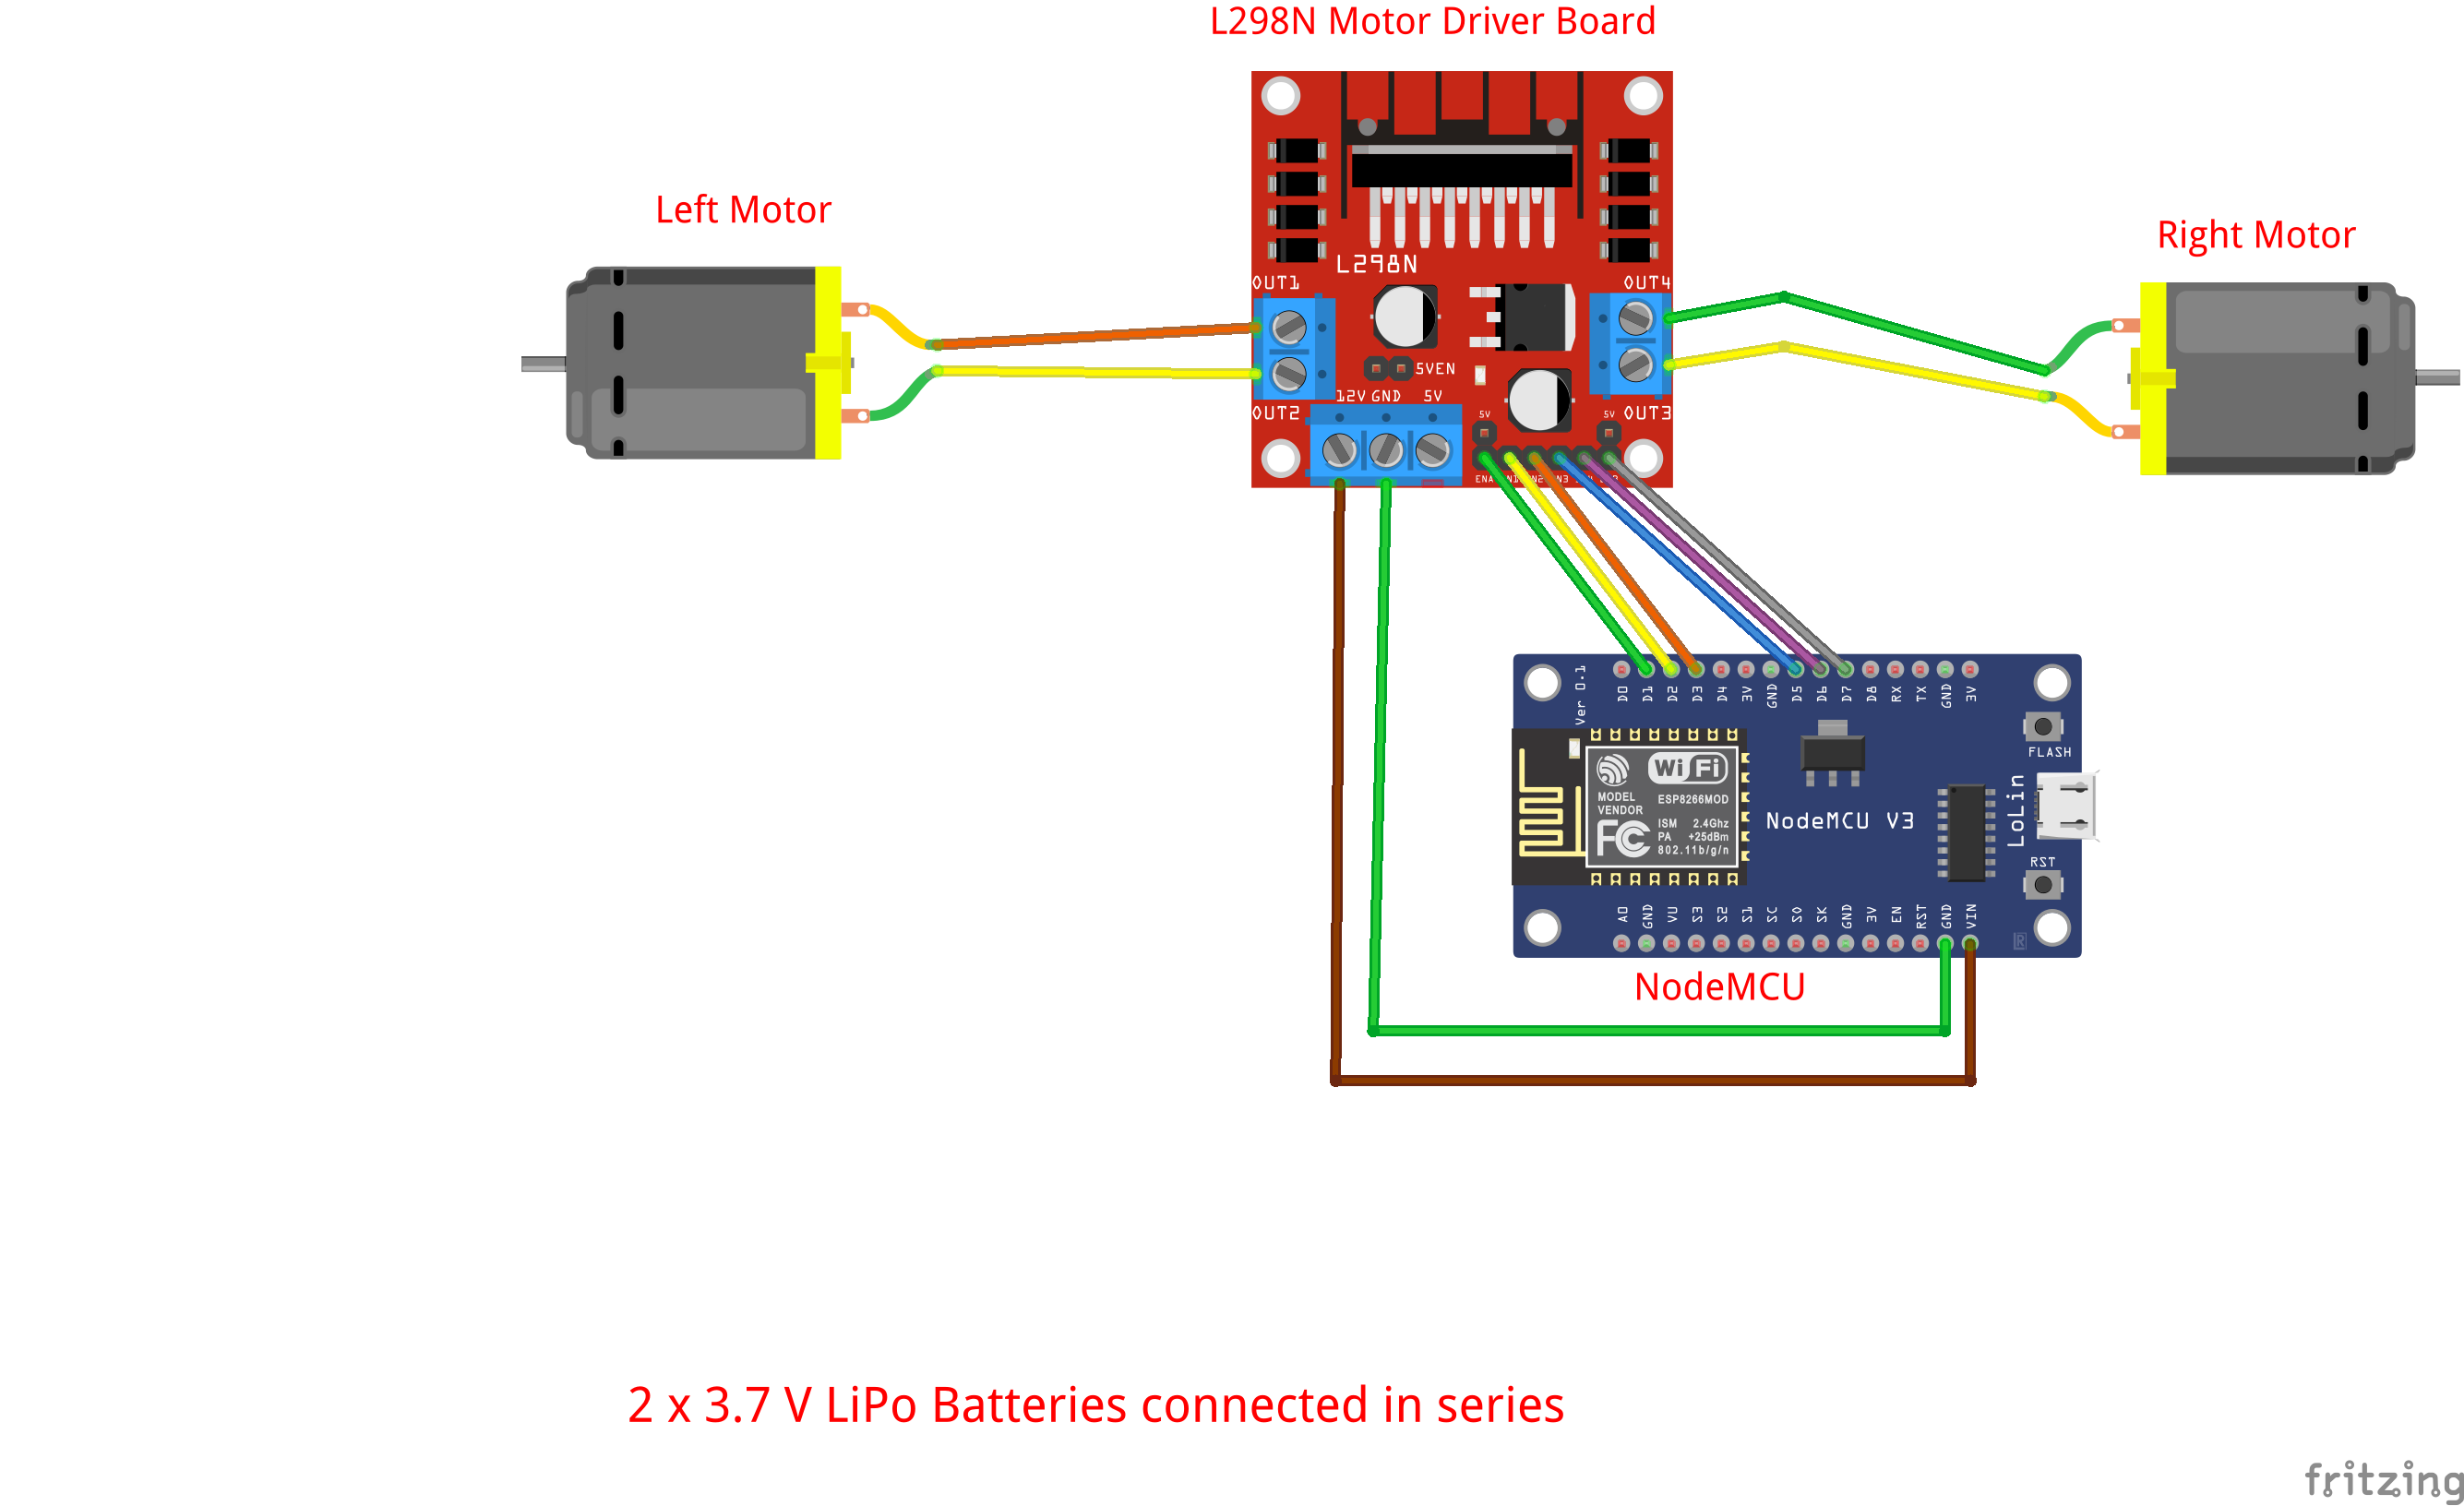 L298N Motor Driver Board
Left Motor
Right Motor
L298N
OUT1
OUT4
5VEN
12V GND 5V
OUT2
5V
5V
OUT3
ENA
Ver 0.1
D0 D1 D2 D3 D4 3V GND D5 D6 D7 D8 RX TX GND 3V
FLASH
WiFi
MODEL
VENDOR
ESP8266MOD
ISM 2.4Ghz
PA +25dBm
802.11b/g/n
FC
NodeMCU V3
LoLin
RST
A0 GND VU S3 S2 S1 SC S0 SK GND 3V EN RST GND VIN
R
NodeMCU
2 x 3.7 V LiPo Batteries connected in series
fritzing